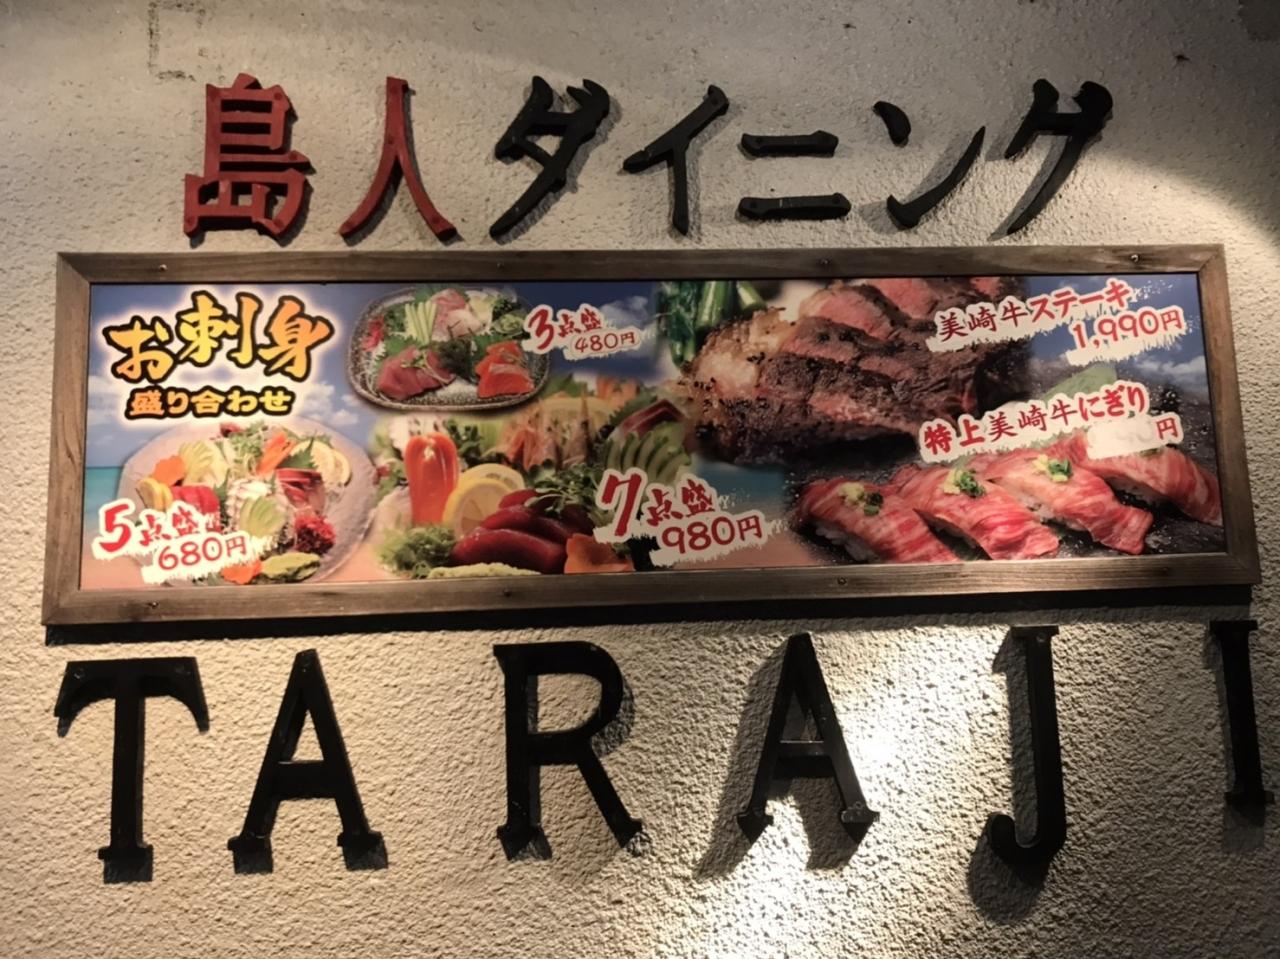 島人ダイニング
お刺身
盛り合わせ
3点盛
480円
5点盛
680円
7点盛
980円
美崎牛ステーキ
1,990円
特上美崎牛にぎり
円
TARAJI